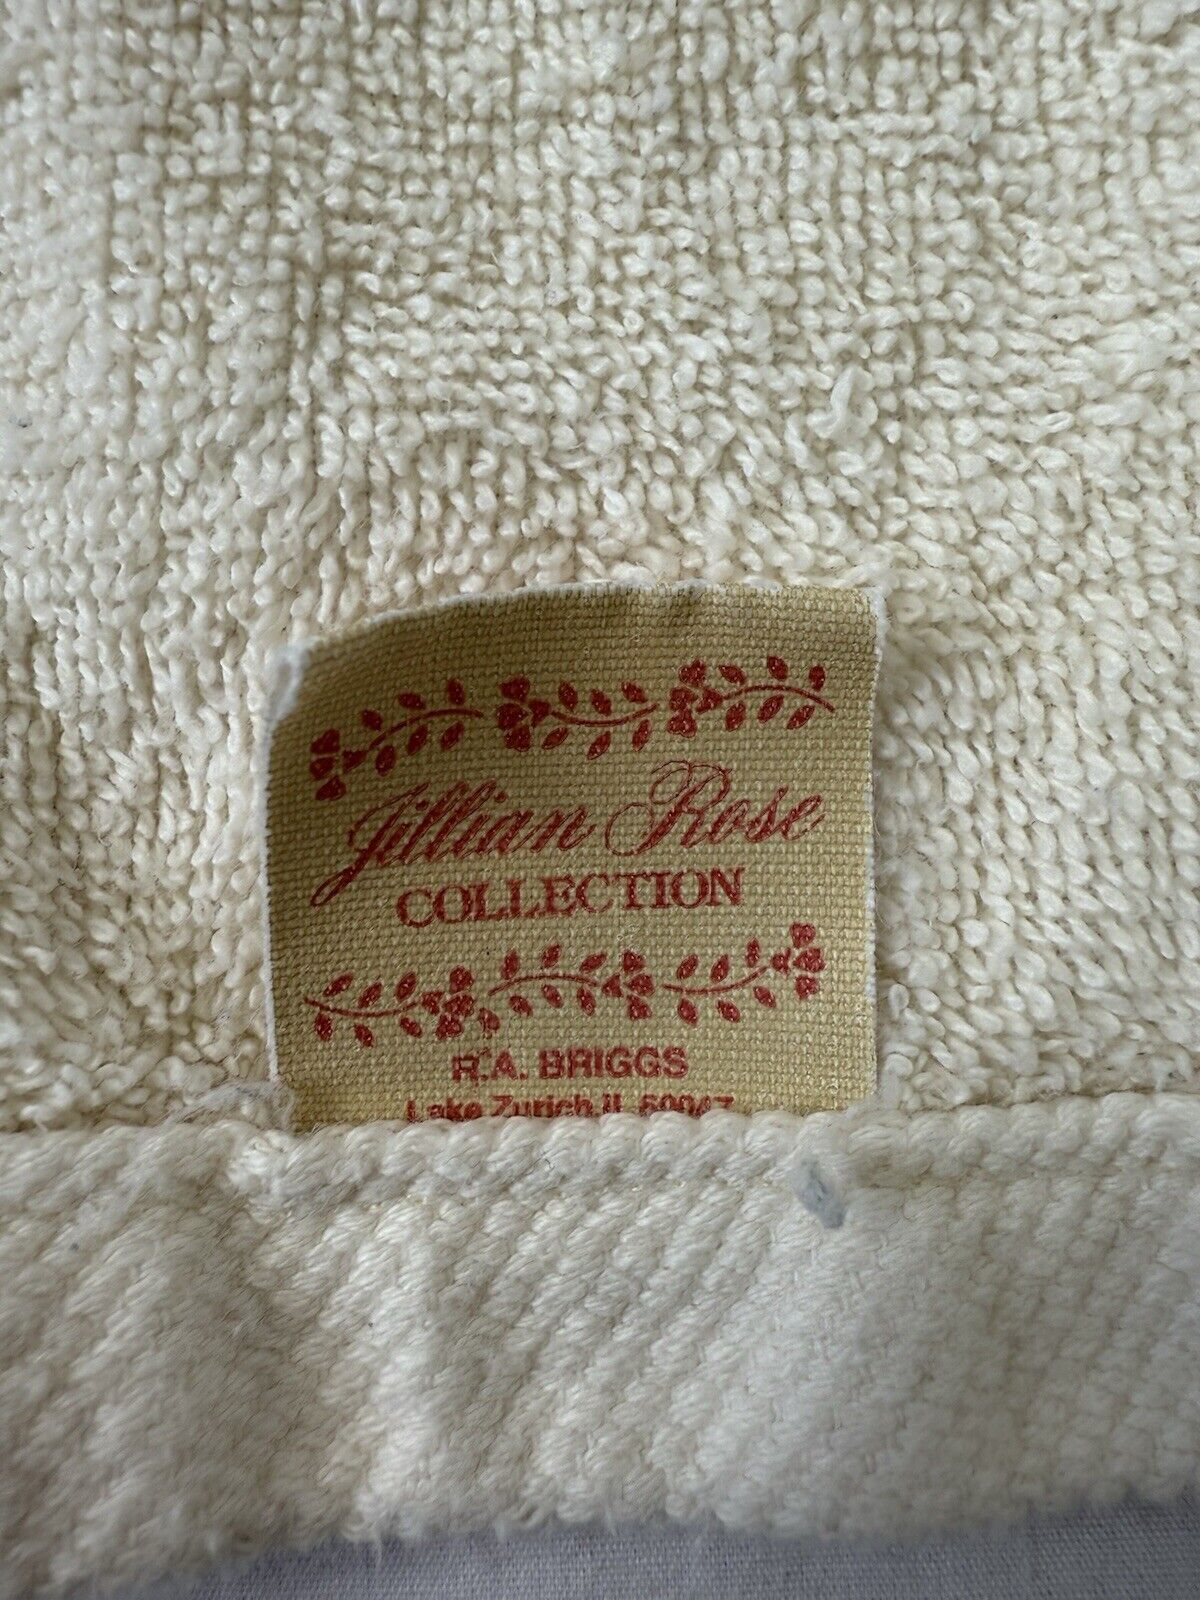 Jillian Rose
COLLECTION
R.A. BRIGGS
Lake Zurich IL 60047